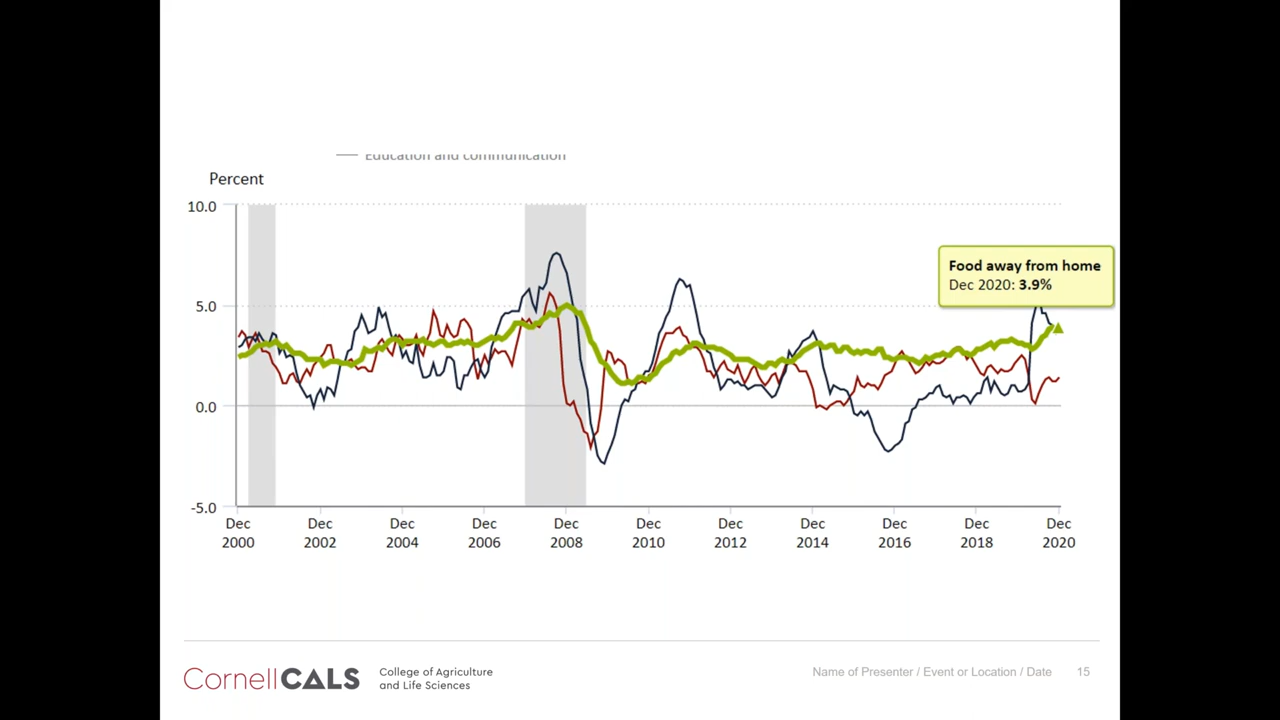 Education and communication
Percent
10.0
5.0
0.0
-5.0
Food away from home
Dec 2020: 3.9%
Dec Dec Dec Dec Dec Dec Dec Dec Dec Dec Dec
2000 2002 2004 2006 2008 2010 2012 2014 2016 2018 2020
CornellCALS
College of Agriculture
and Life Sciences
Name of Presenter / Event or Location / Date 15